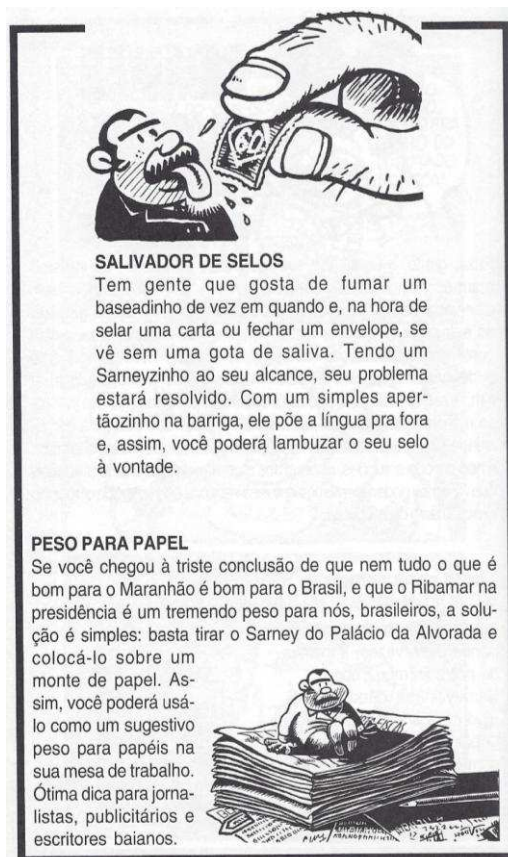 SALIVADOR DE SELOS
Tem gente que gosta de fumar um
baseadinho de vez em quando e, na hora de
selar uma carta ou fechar um envelope, se
vê sem uma gota de saliva. Tendo um
Sarneyzinho ao seu alcance, seu problema
estará resolvido. Com um simples aper-
tãozinho na barriga, ele põe a língua pra fora
e, assim, você poderá lambuzar o seu selo
à vontade.
PESO PARA PAPEL
Se você chegou à triste conclusão de que nem tudo o que é
bom para o Maranhão é bom para o Brasil, e que o Ribamar na
presidência é um tremendo peso para nós, brasileiros, a solu-
ção é simples: basta tirar o Sarney do Palácio da Alvorada e
colocá-lo sobre um
monte de papel. As-
sim, você poderá usá-
lo como um sugestivo
peso para papéis na
sua mesa de trabalho.
Ótima dica para jorna-
listas, publicitários e
escritores baianos.